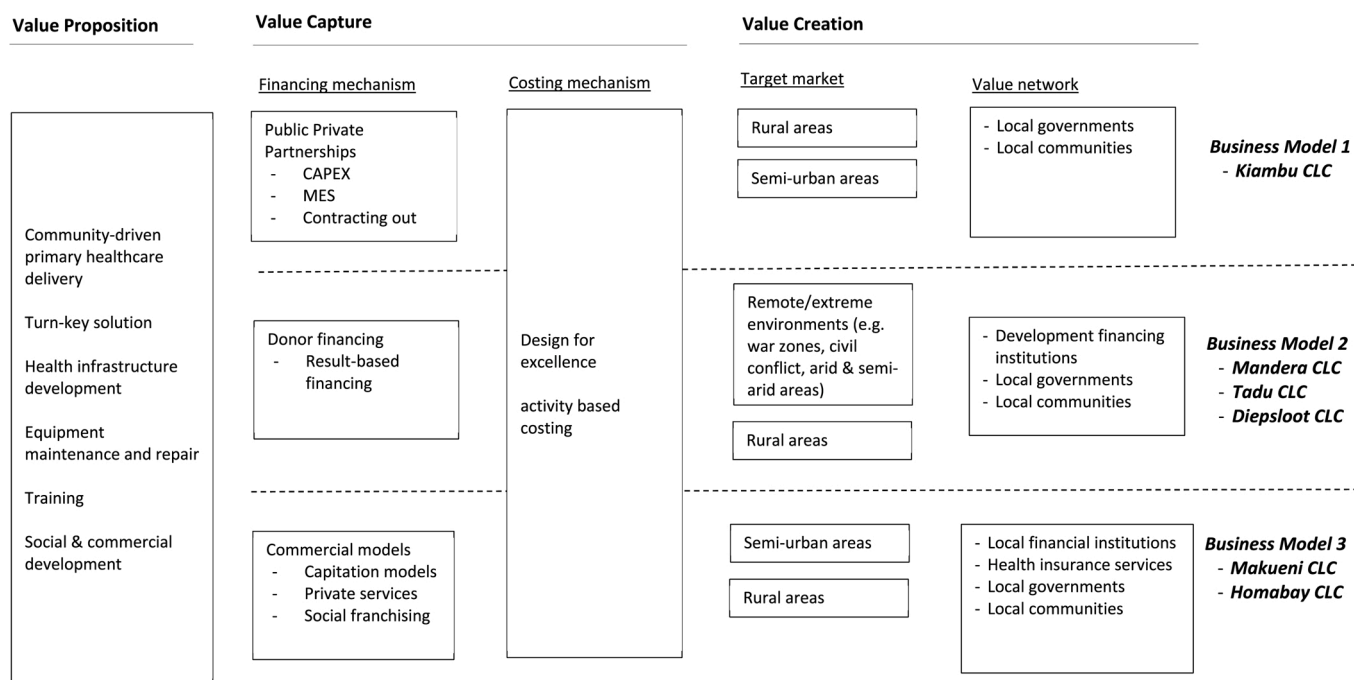 Value Proposition
Value Capture
Value Creation
Financing mechanism
Costing mechanism
Target market
Value network
Community-driven
primary healthcare
delivery
Turn-key solution
Health infrastructure
development
Equipment
maintenance and repair
Training
Social & commercial
development
Public Private
Partnerships
- CAPEX
- MES
- Contracting out
Design for
excellence
activity based
costing
Rural areas
Semi-urban areas
- Local governments
- Local communities
Business Model 1
- Kiambu CLC
Donor financing
- Result-based
financing
Remote/extreme
environments (e.g.
war zones, civil
conflict, arid & semi-
arid areas)
Rural areas
- Development financing
institutions
- Local governments
- Local communities
Business Model 2
- Mandera CLC
- Tadu CLC
- Diepsloot CLC
Commercial models
- Capitation models
- Private services
- Social franchising
Semi-urban areas
Rural areas
- Local financial institutions
- Health insurance services
- Local governments
- Local communities
Business Model 3
- Makueni CLC
- Homabay CLC